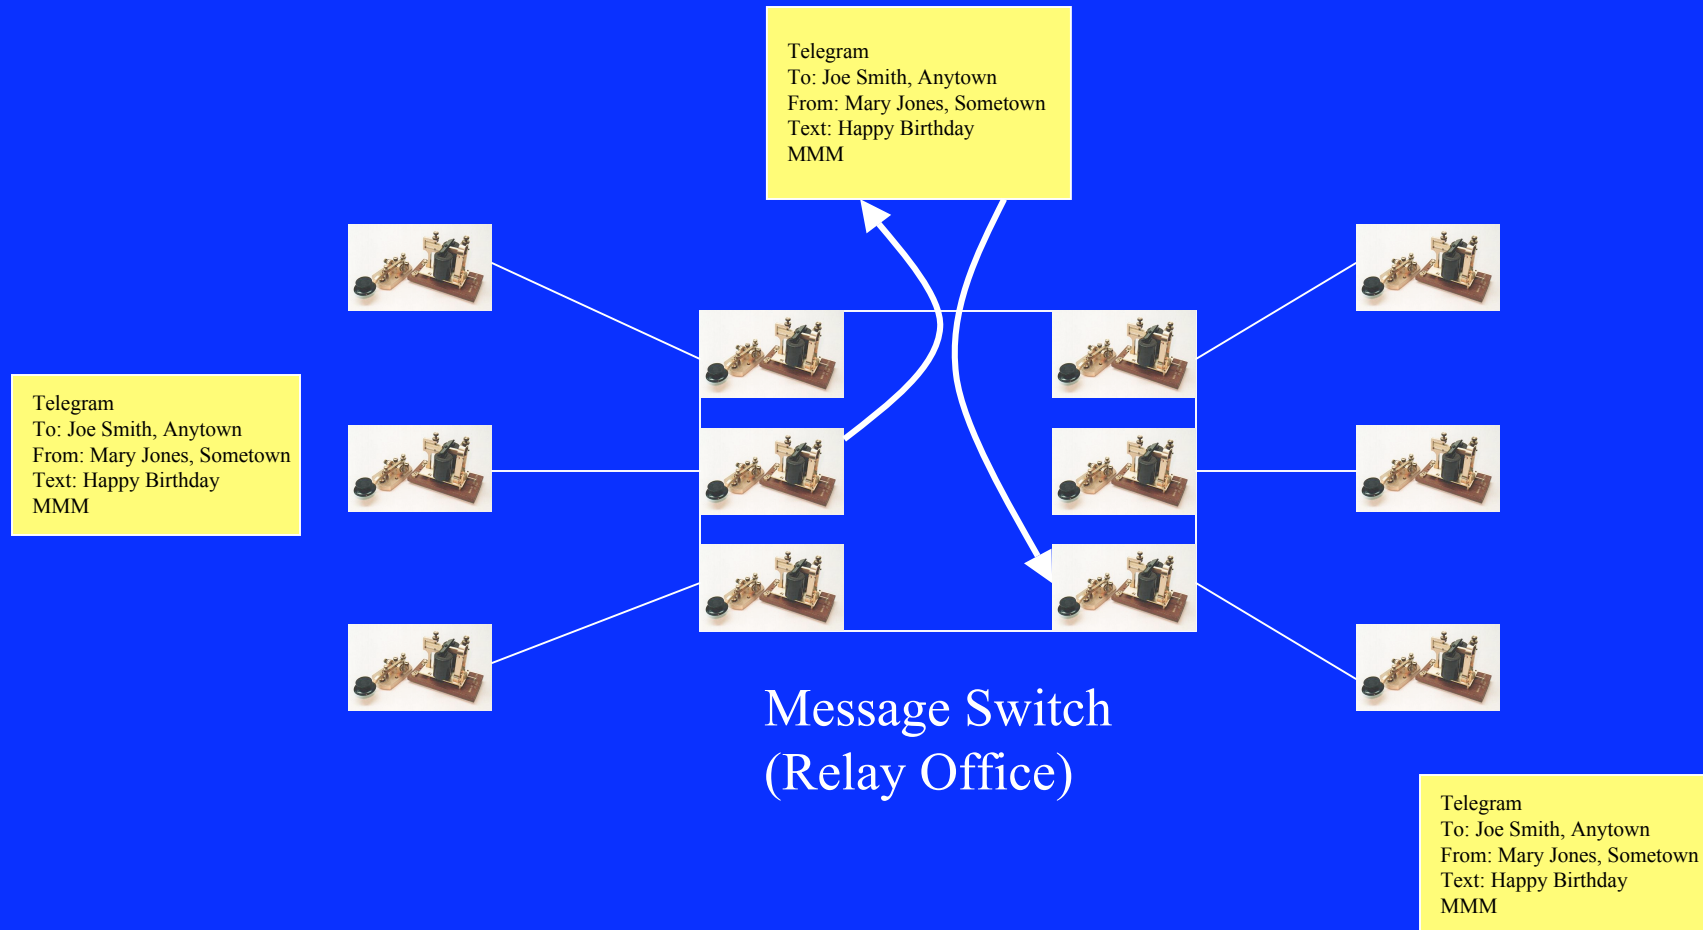 Telegram
To: Joe Smith, Anytown
From: Mary Jones, Sometown
Text: Happy Birthday
MMM
Telegram
To: Joe Smith, Anytown
From: Mary Jones, Sometown
Text: Happy Birthday
MMM
Message Switch
(Relay Office)
Telegram
To: Joe Smith, Anytown
From: Mary Jones, Sometown
Text: Happy Birthday
MMM